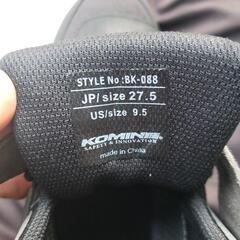 STYLE No:BK-088
JP/size 27.5
US/size 9.5
KOMINE
SAFETY & INNOVATION
made in China